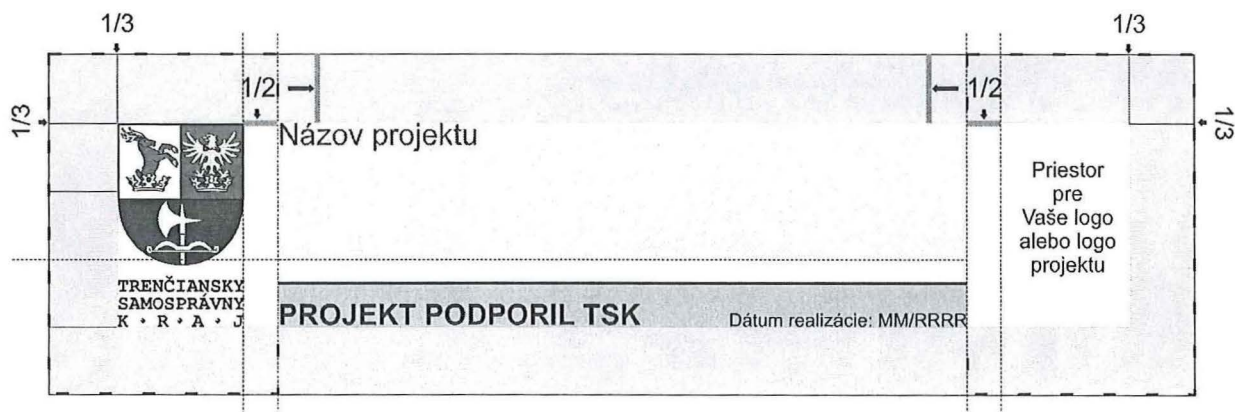 1/3
1/3
1/2
1/2
1/3
1/3
Názov projektu
TRENČIANSKY
SAMOSPRÁVNY
K · R · A · J
PROJEKT PODPORIL TSK
Dátum realizácie: MM/RRRR
Priestor
pre
Vaše logo
alebo logo
projektu